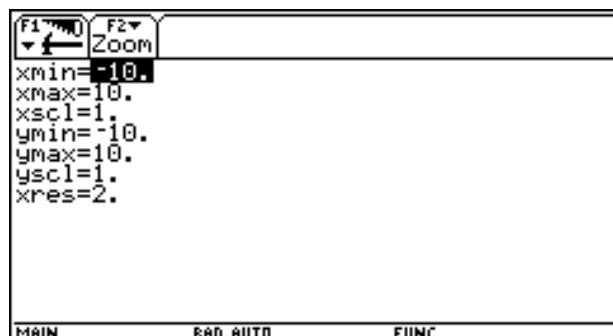 F1 F2
Zoom
xmin=-10.
xmax=10.
xscl=1.
ymin=-10.
ymax=10.
yscl=1.
xres=2.
MAIN RAD AUTO FUNC